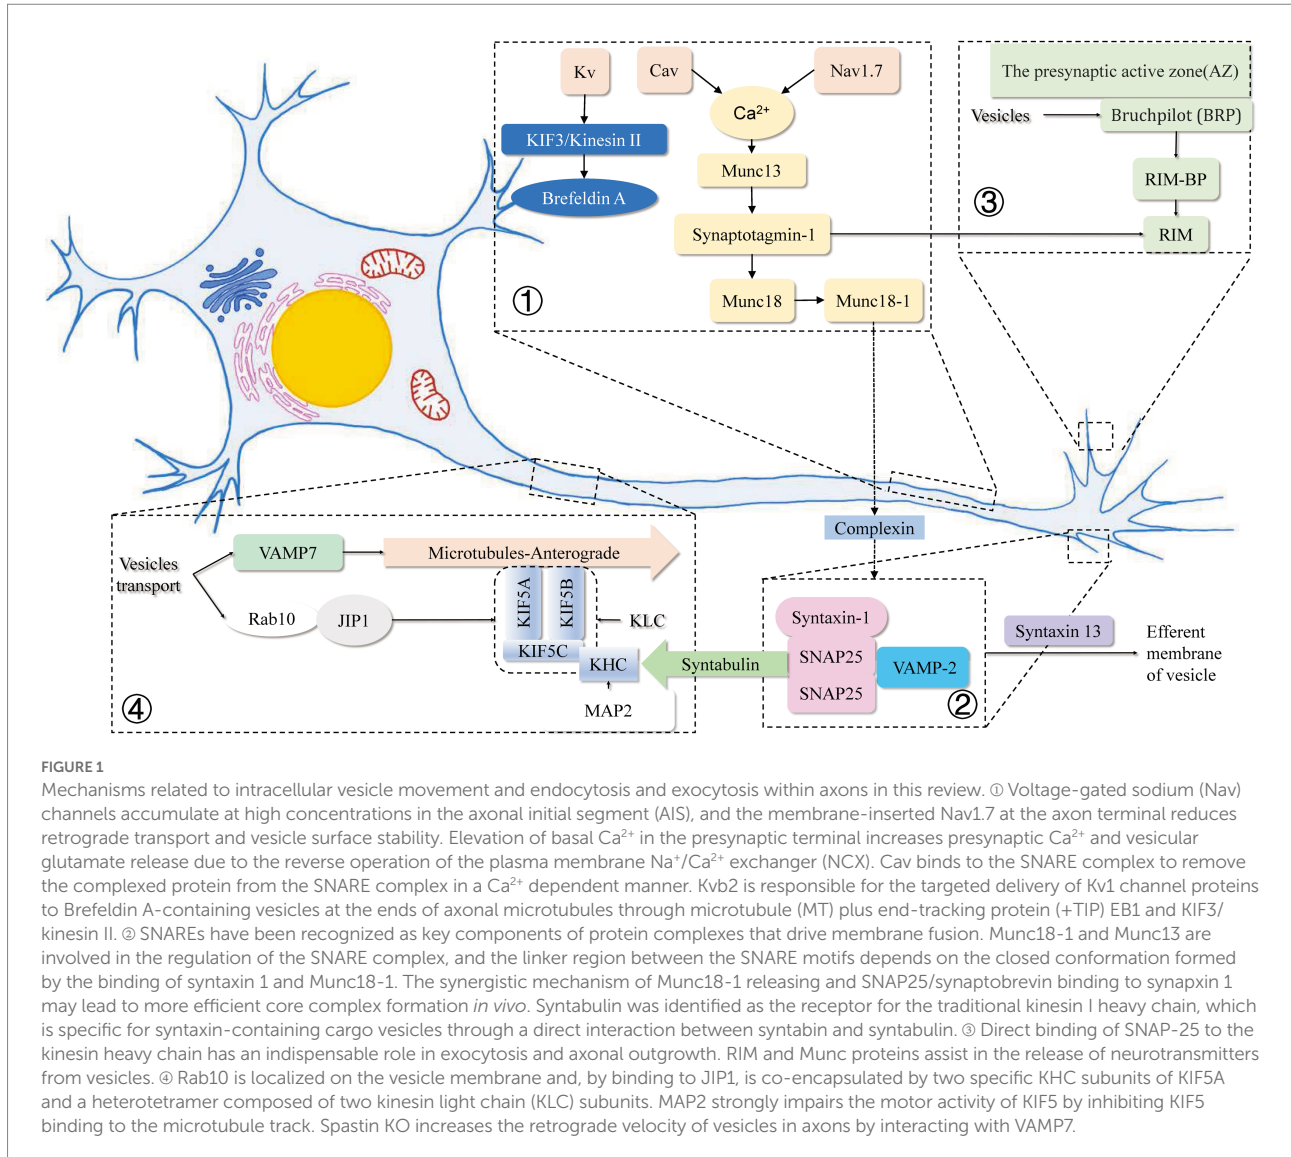 Kv
Cav
Nav1.7
Ca²⁺
KIF3/Kinesin II
Munc13
Brefeldin A
Synaptotagmin-1
Munc18
Munc18-1
①
The presynaptic active zone(AZ)
Vesicles
Bruchpilot (BRP)
RIM-BP
③
RIM
Complexin
Vesicles
transport
VAMP7
Microtubules-Anterograde
Rab10
JIP1
KIF5A
KIF5B
KIF5C
KLC
KHC
MAP2
④
Syntabulin
Syntaxin-1
SNAP25
SNAP25
VAMP-2
②
Syntaxin 13
Efferent
membrane
of vesicle
FIGURE 1
Mechanisms related to intracellular vesicle movement and endocytosis and exocytosis within axons in this review. ① Voltage-gated sodium (Nav)
channels accumulate at high concentrations in the axonal initial segment (AIS), and the membrane-inserted Nav1.7 at the axon terminal reduces
retrograde transport and vesicle surface stability. Elevation of basal Ca²⁺ in the presynaptic terminal increases presynaptic Ca²⁺ and vesicular
glutamate release due to the reverse operation of the plasma membrane Na⁺/Ca²⁺ exchanger (NCX). Cav binds to the SNARE complex to remove
the complexed protein from the SNARE complex in a Ca²⁺ dependent manner. Kvb2 is responsible for the targeted delivery of Kv1 channel proteins
to Brefeldin A-containing vesicles at the ends of axonal microtubules through microtubule (MT) plus end-tracking protein (+TIP) EB1 and KIF3/
kinesin II. ② SNAREs have been recognized as key components of protein complexes that drive membrane fusion. Munc18-1 and Munc13 are
involved in the regulation of the SNARE complex, and the linker region between the SNARE motifs depends on the closed conformation formed
by the binding of syntaxin 1 and Munc18-1. The synergistic mechanism of Munc18-1 releasing and SNAP25/synaptobrevin binding to synapxin 1
may lead to more efficient core complex formation in vivo. Syntabulin was identified as the receptor for the traditional kinesin I heavy chain, which
is specific for syntaxin-containing cargo vesicles through a direct interaction between syntabin and syntabulin. ③ Direct binding of SNAP-25 to the
kinesin heavy chain has an indispensable role in exocytosis and axonal outgrowth. RIM and Munc proteins assist in the release of neurotransmitters
from vesicles. ④ Rab10 is localized on the vesicle membrane and, by binding to JIP1, is co-encapsulated by two specific KHC subunits of KIF5A
and a heterotetramer composed of two kinesin light chain (KLC) subunits. MAP2 strongly impairs the motor activity of KIF5 by inhibiting KIF5
binding to the microtubule track. Spastin KO increases the retrograde velocity of vesicles in axons by interacting with VAMP7.